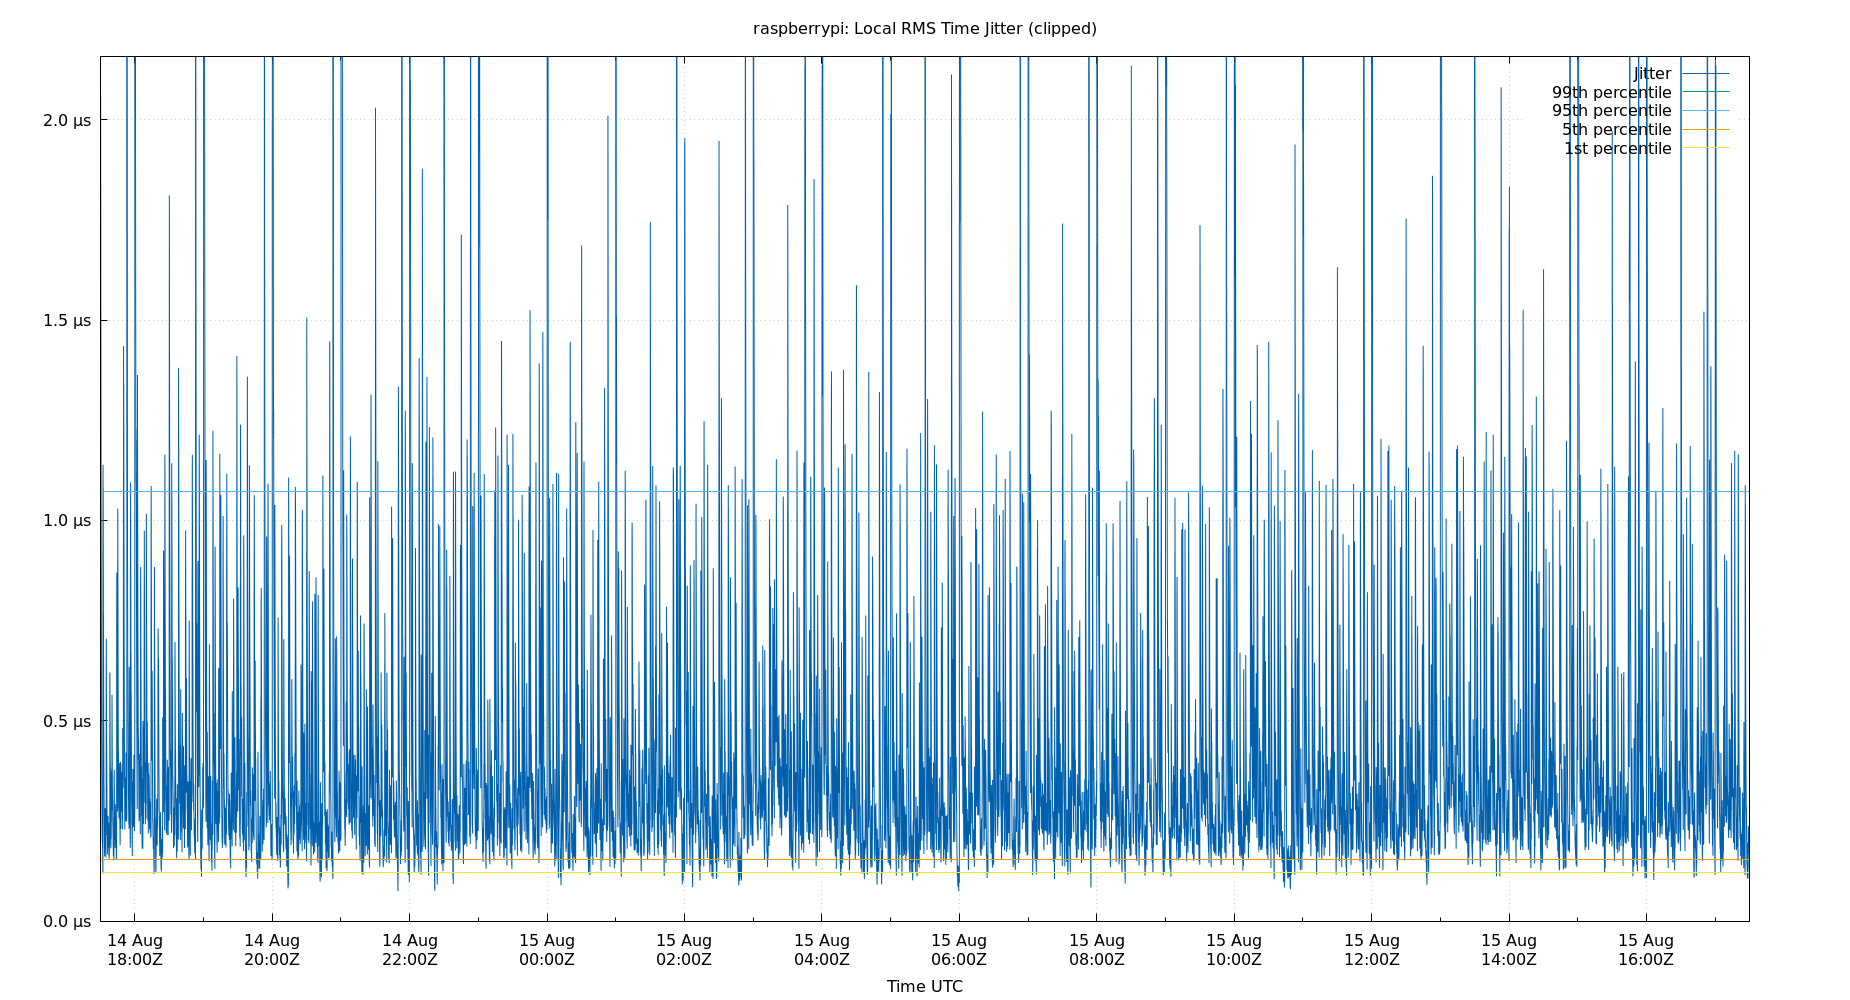 raspberrypi: Local RMS Time Jitter (clipped)
Jitter
99th percentile
95th percentile
5th percentile
1st percentile
2.0 µs
1.5 µs
1.0 µs
0.5 µs
0.0 µs
14 Aug 14 Aug 14 Aug 15 Aug 15 Aug 15 Aug 15 Aug 15 Aug 15 Aug 15 Aug 15 Aug 15 Aug
18:00Z 20:00Z 22:00Z 00:00Z 02:00Z 04:00Z 06:00Z 08:00Z 10:00Z 12:00Z 14:00Z 16:00Z
Time UTC